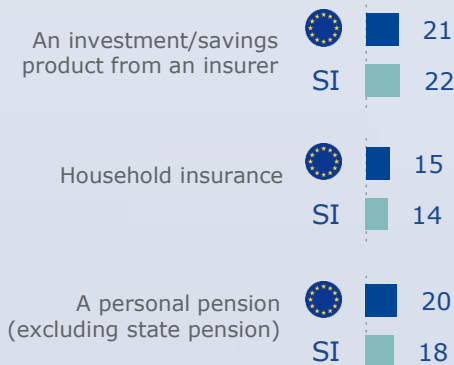 An investment/savings
product from an insurer
21
SI 22
Household insurance
15
SI 14
A personal pension
(excluding state pension)
20
SI 18